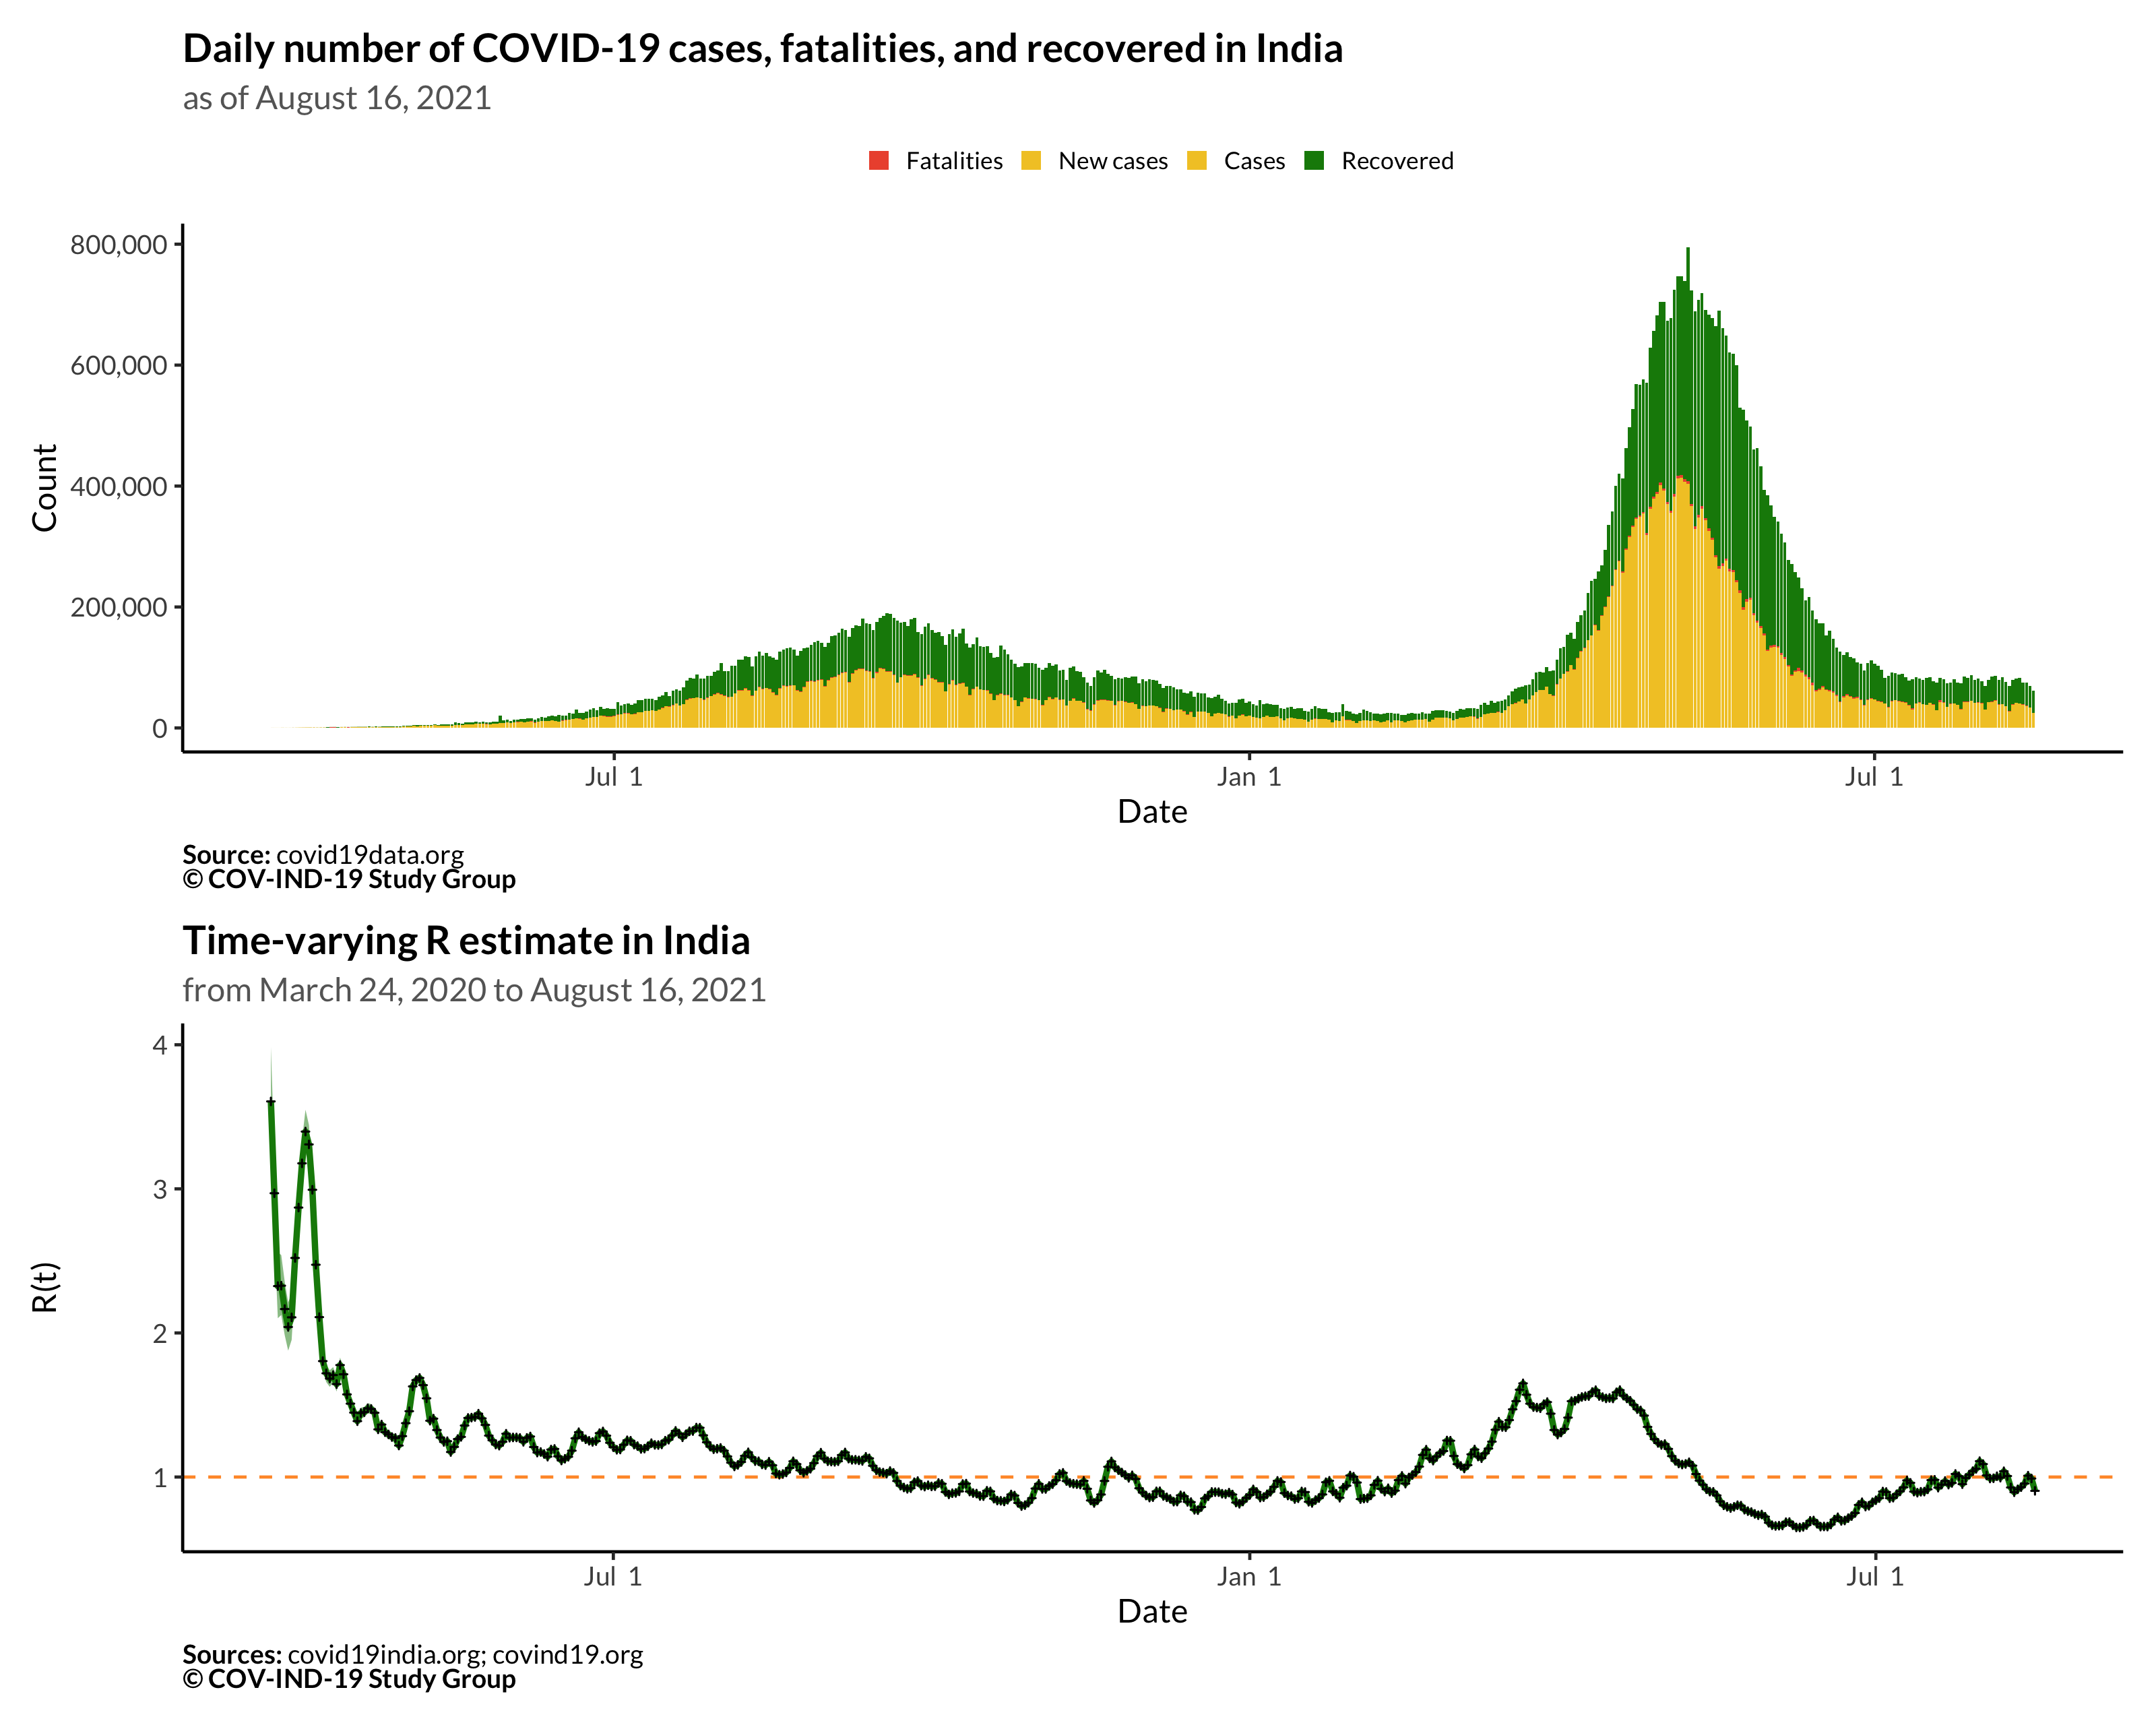 Daily number of COVID-19 cases, fatalities, and recovered in India
as of August 16, 2021
Fatalities New cases Cases Recovered
800,000
600,000
400,000
200,000
0
Count
Jul 1 Jan 1 Jul 1
Date
Source: covid19data.org
© COV-IND-19 Study Group
Time-varying R estimate in India
from March 24, 2020 to August 16, 2021
4
3
2
1
R(t)
Jul 1 Jan 1 Jul 1
Date
Sources: covid19india.org; covind19.org
© COV-IND-19 Study Group